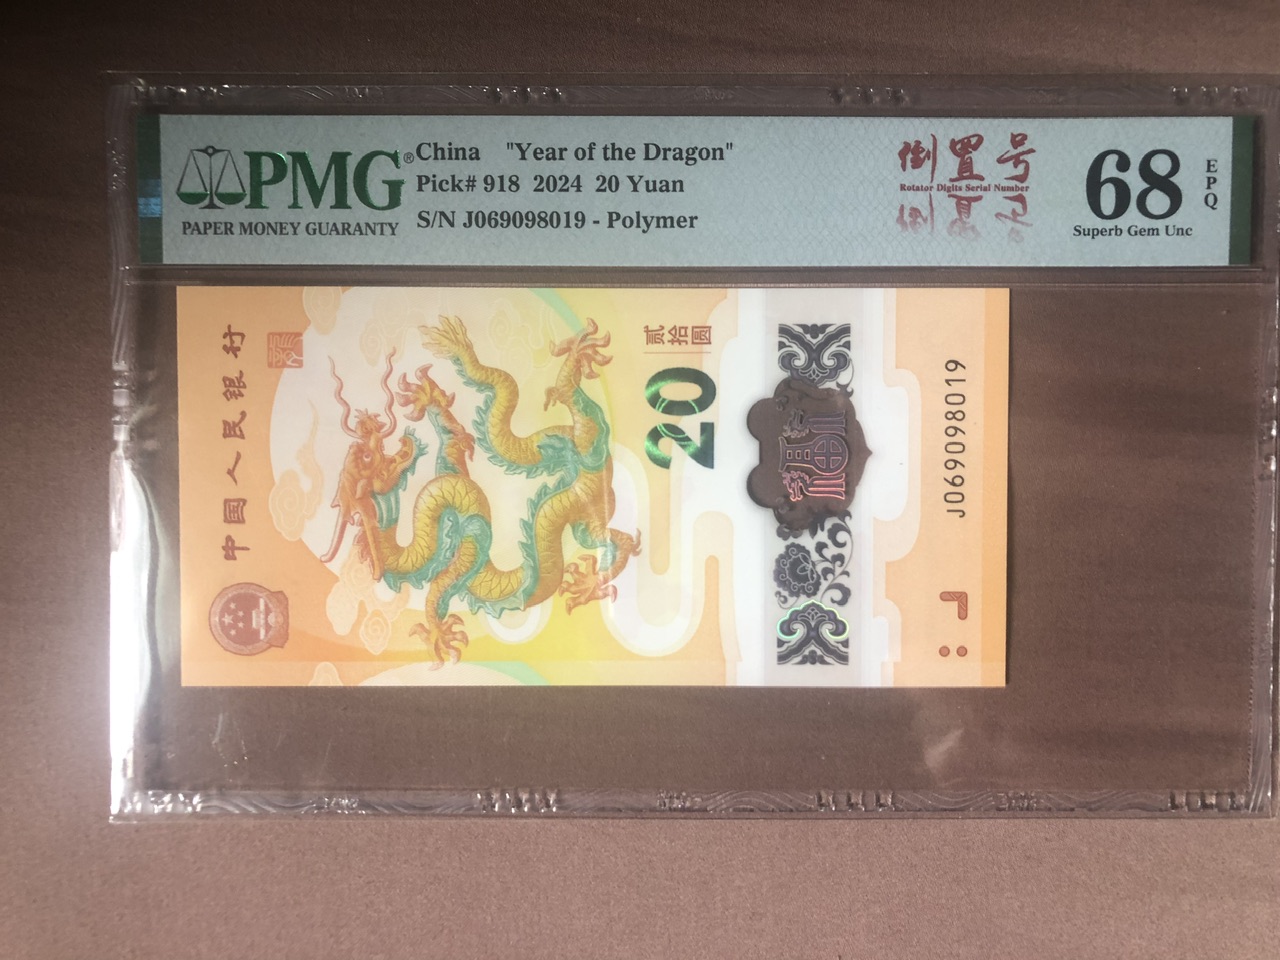 PMG®
PAPER MONEY GUARANTY
China "Year of the Dragon"
Pick# 918 2024 20 Yuan
S/N J069098019 - Polymer
倒置号
Rotator Digits Serial Number
68
Superb Gem Unc
EPQ
中国人民银行
贰拾圆
20
福
J069098019